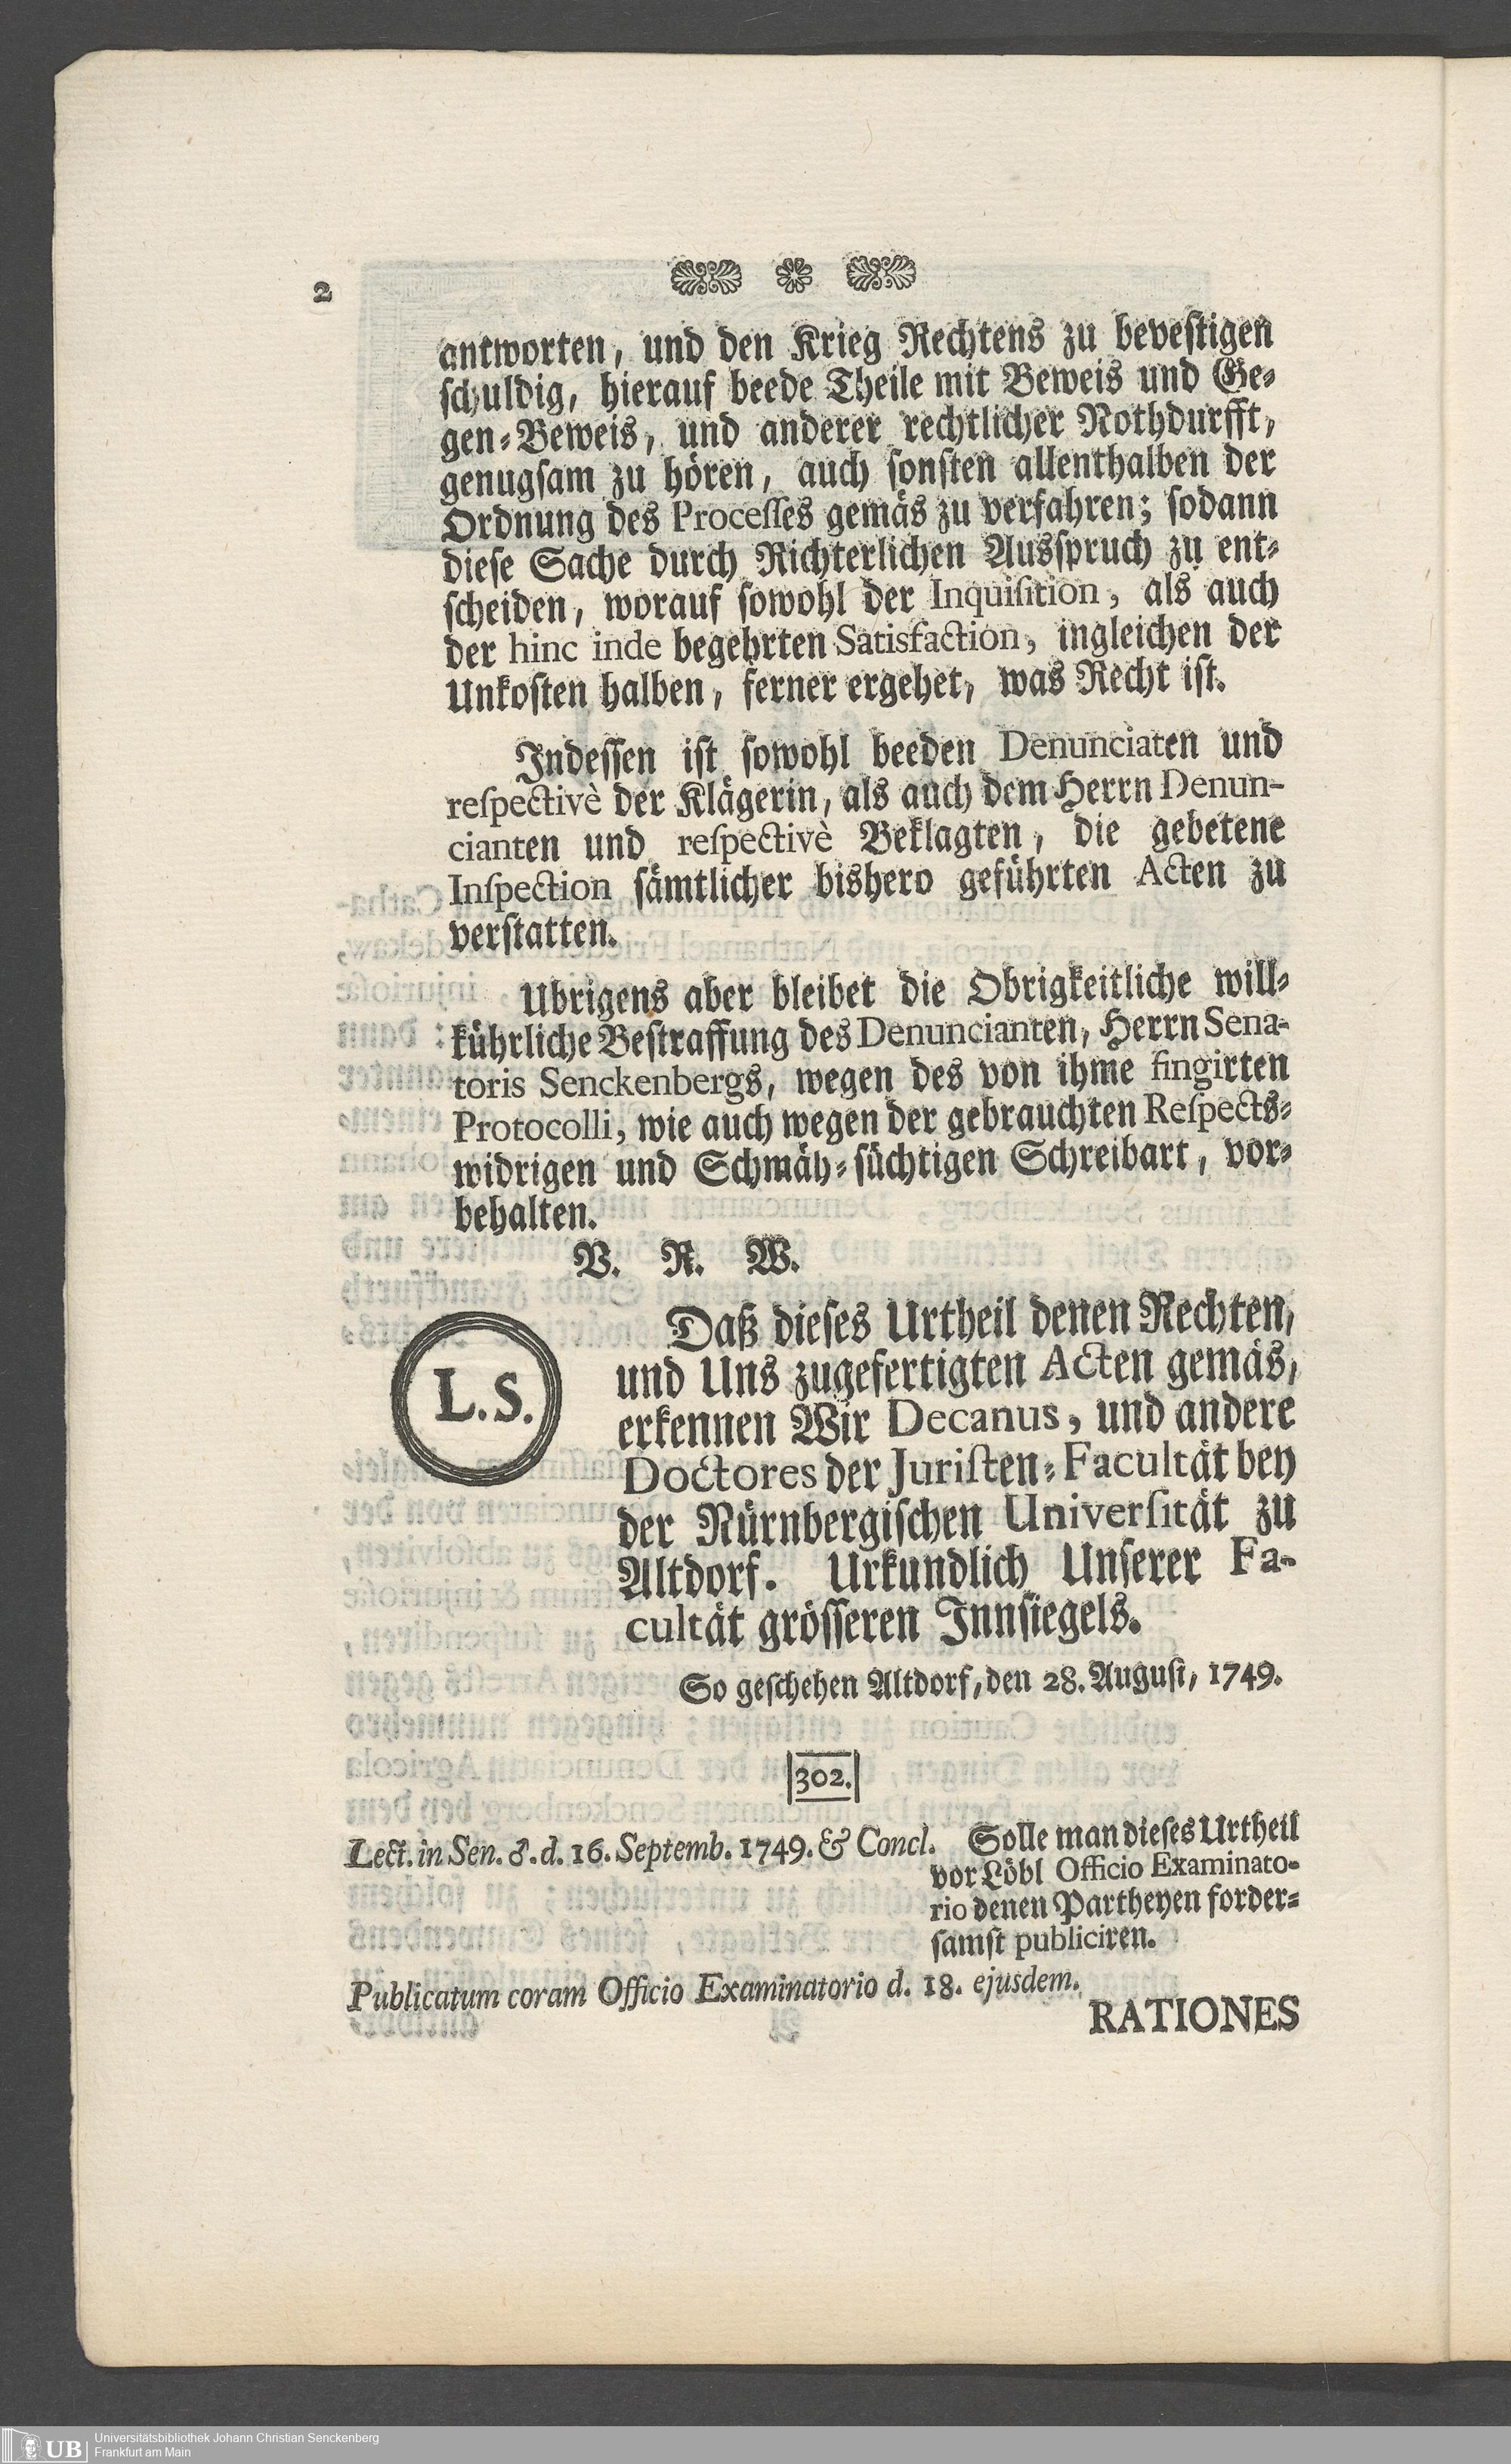 2
antworten, und den Krieg Rechtens zu bevestigen
schuldig, hierauf beede Theile mit Beweis und Ge-
gen-Beweis, und anderer rechtlicher Nothdurfft,
genugsam zu hören, auch sonsten allenthalben der
Ordnung des Processes gemäs zu verfahren; sodann
diese Sache durch Richterlichen Ausspruch zu ent-
scheiden, worauf sowohl der Inquisition, als auch
der hinc inde begehrten Satisfaction, ingleichen der
Unkosten halben, ferner ergehet, was Recht ist.
Indessen ist sowohl beeden Denunciaten und
respectivè der Klägerin, als auch dem Herrn Denun-
cianten und respectivè Beklagten, die gebetene
Inspection sämtlicher bishero geführten Acten zu
verstatten.
Ubrigens aber bleibet die Obrigkeitliche will-
kührliche Bestraffung des Denuncianten, Herrn Sena-
toris Senckenbergs, wegen des von ihme fingirten
Protocolli, wie auch wegen der gebrauchten Respects-
widrigen und Schmäh-süchtigen Schreibart, vor-
behalten.
V. R. W.
L.S.
Daß dieses Urtheil denen Rechten,
und Uns zugefertigten Acten gemäs,
erkennen Wir Decanus, und andere
Doctores der Juristen-Facultät bey
der Nürnbergischen Universität zu
Altdorf. Urkundlich Unserer Fa-
cultät grösseren Innsiegels.
So geschehen Altdorf, den 28. August, 1749.
302.
Lect. in Sen. ♂. d. 16. Septemb. 1749. & Concl. Solle man dieses Urtheil
vor Löbl Officio Examinato-
rio denen Partheyen forder-
samst publiciren.
Publicatum coram Officio Examinatorio d. 18. ejusdem.
RATIONES
UB Universitätsbibliothek Johann Christian Senckenberg
Frankfurt am Main